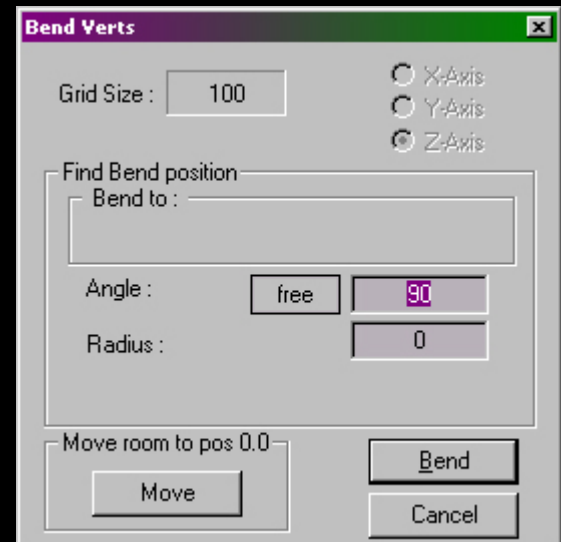 Bend Verts
Grid Size : 100
X-Axis
Y-Axis
Z-Axis
Find Bend position
Bend to :
Angle : free 90
Radius : 0
Move room to pos 0.0
Move
Bend
Cancel